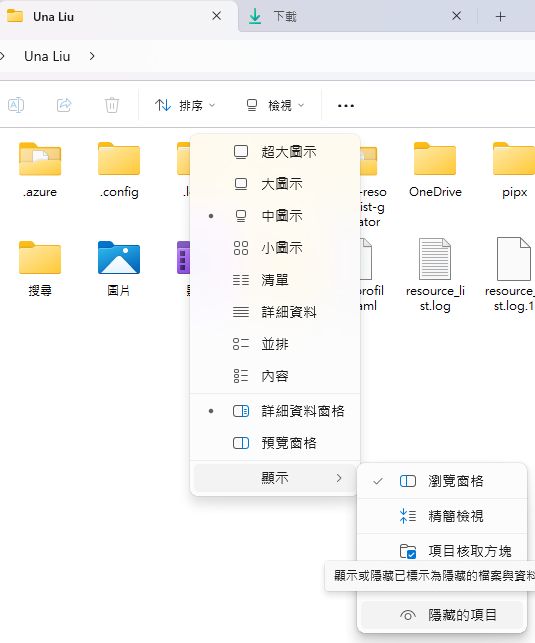 Una Liu
下載
Una Liu
排序
檢視
.azure
.config
OneDrive
pipx
搜尋
圖片
resource_li
st.log
resource_
st.log.1
超大圖示
大圖示
中圖示
小圖示
清單
詳細資料
並排
內容
詳細資料窗格
預覽窗格
顯示
瀏覽窗格
精簡檢視
項目核取方塊
顯示或隱藏已標示為隱藏的檔案與資料
隱藏的項目